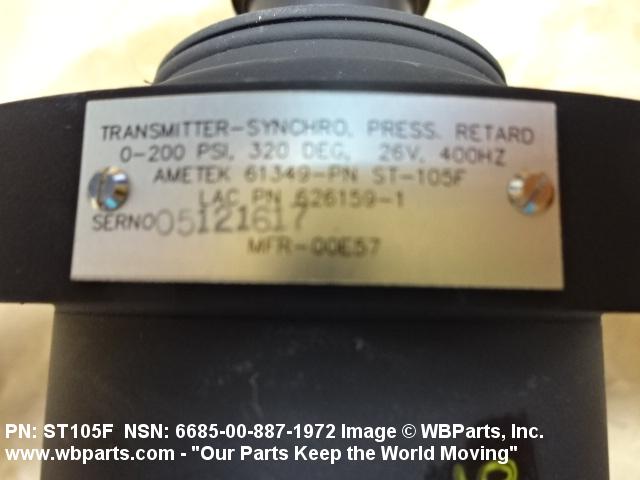 TRANSMITTER-SYNCHRO, PRESS. RETARD
0-200 PSI, 320 DEG, 26V, 400HZ
AMETEK 61349-PN ST-105F
LAC PN 626159-1
SERNO 05121617
MFR-00E57
PN: ST105F NSN: 6685-00-887-1972 Image © WBParts, Inc.
www.wbparts.com - "Our Parts Keep the World Moving"